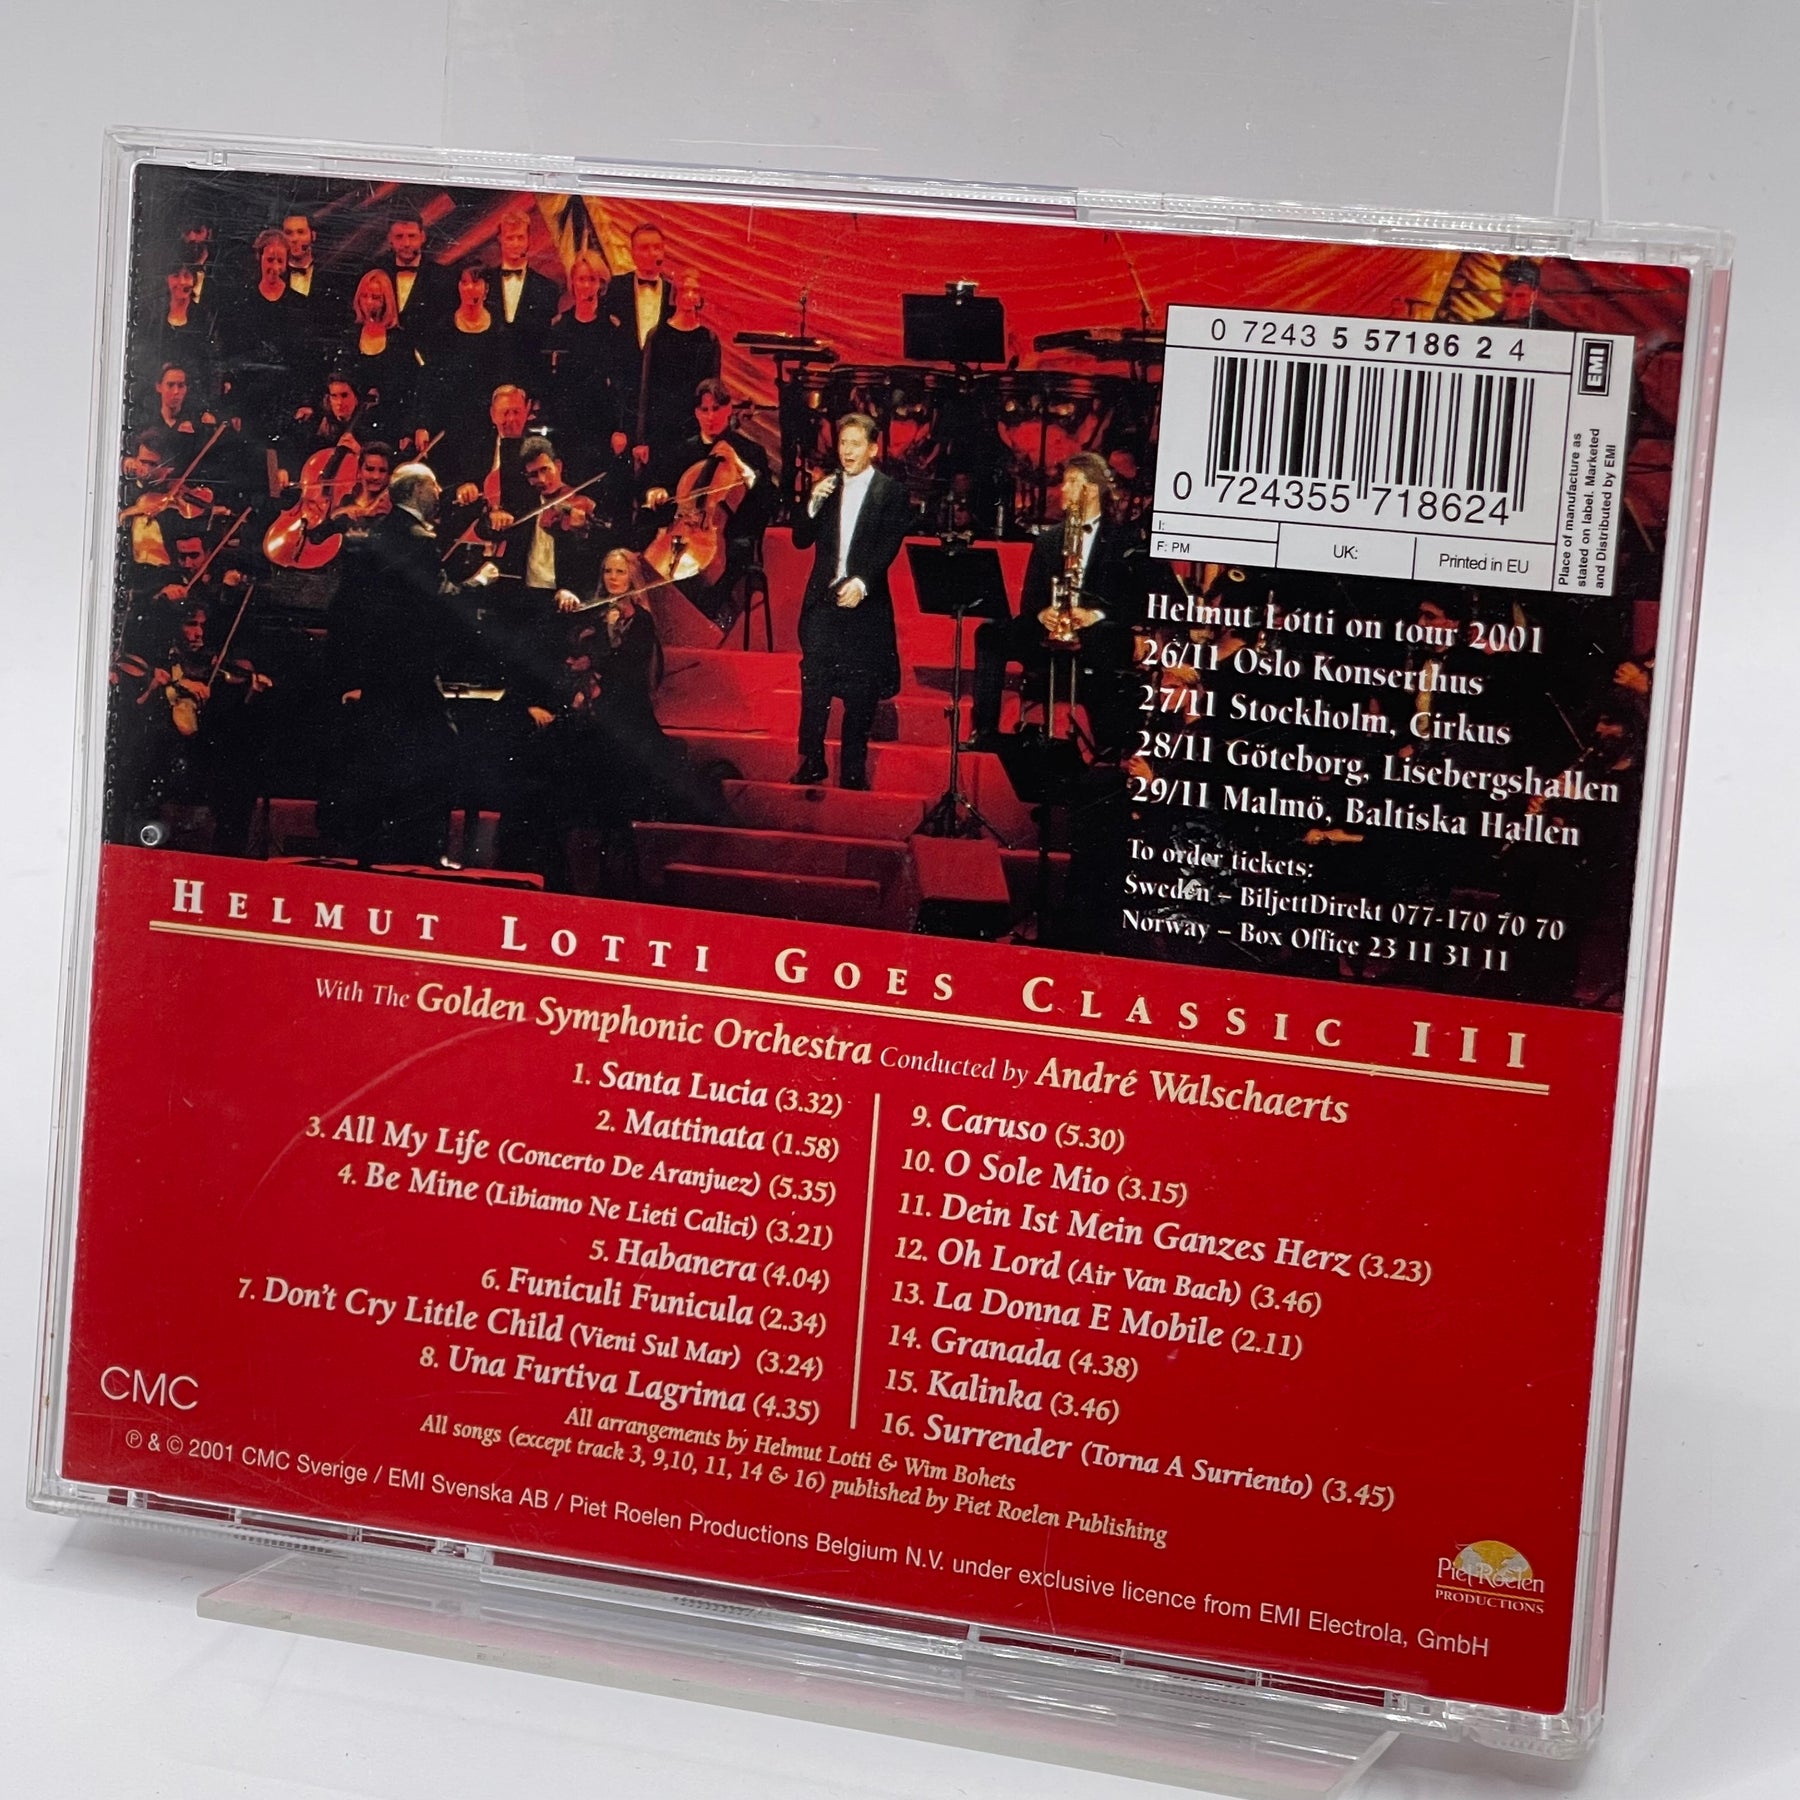 0 7243 5 57186 2 4
EMI
0 724355 718624
I:
F: PM
UK:
Printed in EU
Place of manufacture as
stated on label. Marketed
and Distributed by EMI
Helmut Lotti on tour 2001
26/11 Oslo Konserthus
27/11 Stockholm, Cirkus
28/11 Göteborg, Lisebergshallen
29/11 Malmö, Baltiska Hallen
To order tickets:
Sweden – BiljettDirekt 077-170 70 70
Norway – Box Office 23 11 31 11
HELMUT LOTTI GOES CLASSIC III
With The Golden Symphonic Orchestra Conducted by André Walschaerts
1. Santa Lucia (3.32)
2. Mattinata (1.58)
3. All My Life (Concerto De Aranjuez) (5.35)
4. Be Mine (Libiamo Ne Lieti Calici) (3.21)
5. Habanera (4.04)
6. Funiculi Funicula (2.34)
7. Don't Cry Little Child (Vieni Sul Mar) (3.24)
8. Una Furtiva Lagrima (4.35)
9. Caruso (5.30)
10. O Sole Mio (3.15)
11. Dein Ist Mein Ganzes Herz (3.23)
12. Oh Lord (Air Van Bach) (3.46)
13. La Donna E Mobile (2.11)
14. Granada (4.38)
15. Kalinka (3.46)
16. Surrender (Torna A Surriento) (3.45)
All arrangements by Helmut Lotti & Wim Bohets
All songs (except track 3, 9,10, 11, 14 & 16) published by Piet Roelen Publishing
CMC
℗ & © 2001 CMC Sverige / EMI Svenska AB / Piet Roelen Productions Belgium N.V. under exclusive licence from EMI Electrola, GmbH
Piet Roelen
PRODUCTIONS